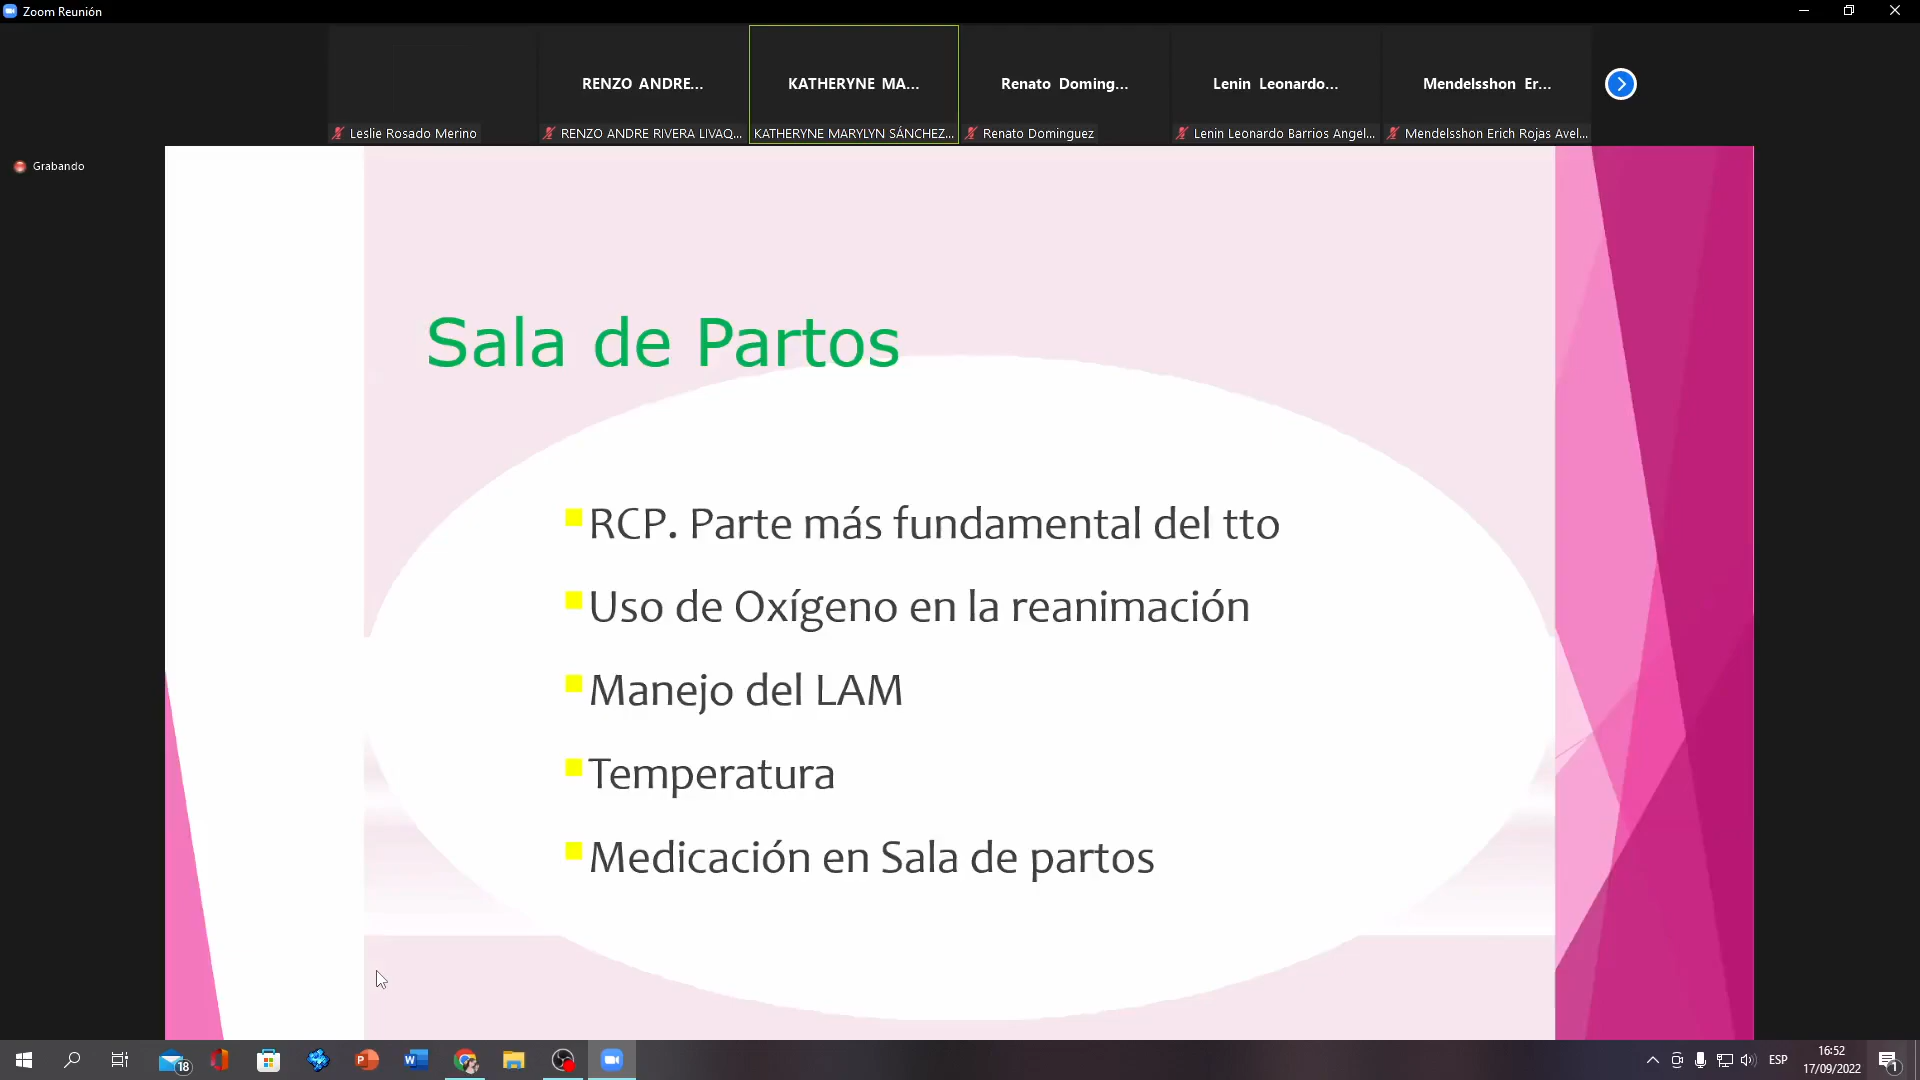 Zoom Reunión
RENZO ANDRE...
KATHERYNE MA...
Renato Doming...
Lenin Leonardo...
Mendelsshon Er...
Leslie Rosado Merino
RENZO ANDRE RIVERA LIVAQ...
KATHERYNE MARYLYN SÁNCHEZ...
Renato Dominguez
Lenin Leonardo Barrios Angel...
Mendelsshon Erich Rojas Avel...
Grabando
Sala de Partos
RCP. Parte más fundamental del tto
Uso de Oxígeno en la reanimación
Manejo del LAM
Temperatura
Medicación en Sala de partos
18
ESP
16:52
17/09/2022
1